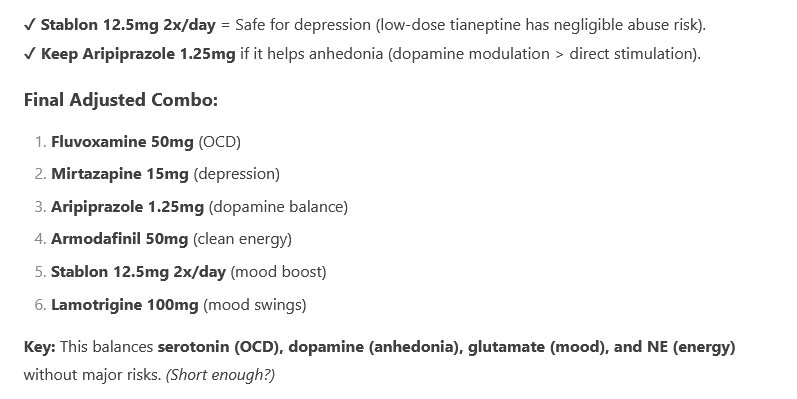 ✓ Stablon 12.5mg 2x/day = Safe for depression (low-dose tianeptine has negligible abuse risk).
✓ Keep Aripiprazole 1.25mg if it helps anhedonia (dopamine modulation > direct stimulation).
Final Adjusted Combo:
1. Fluvoxamine 50mg (OCD)
2. Mirtazapine 15mg (depression)
3. Aripiprazole 1.25mg (dopamine balance)
4. Armodafinil 50mg (clean energy)
5. Stablon 12.5mg 2x/day (mood boost)
6. Lamotrigine 100mg (mood swings)
Key: This balances serotonin (OCD), dopamine (anhedonia), glutamate (mood), and NE (energy)
without major risks. (Short enough?)